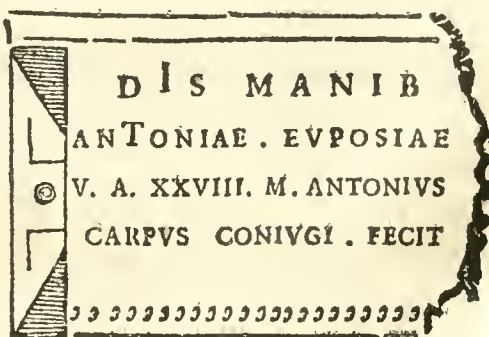 DIS MANIB
ANTONIAE . EVPOSIAE
V. A. XXVIII. M. ANTONIVS
CARPVS CONIVGI . FECIT